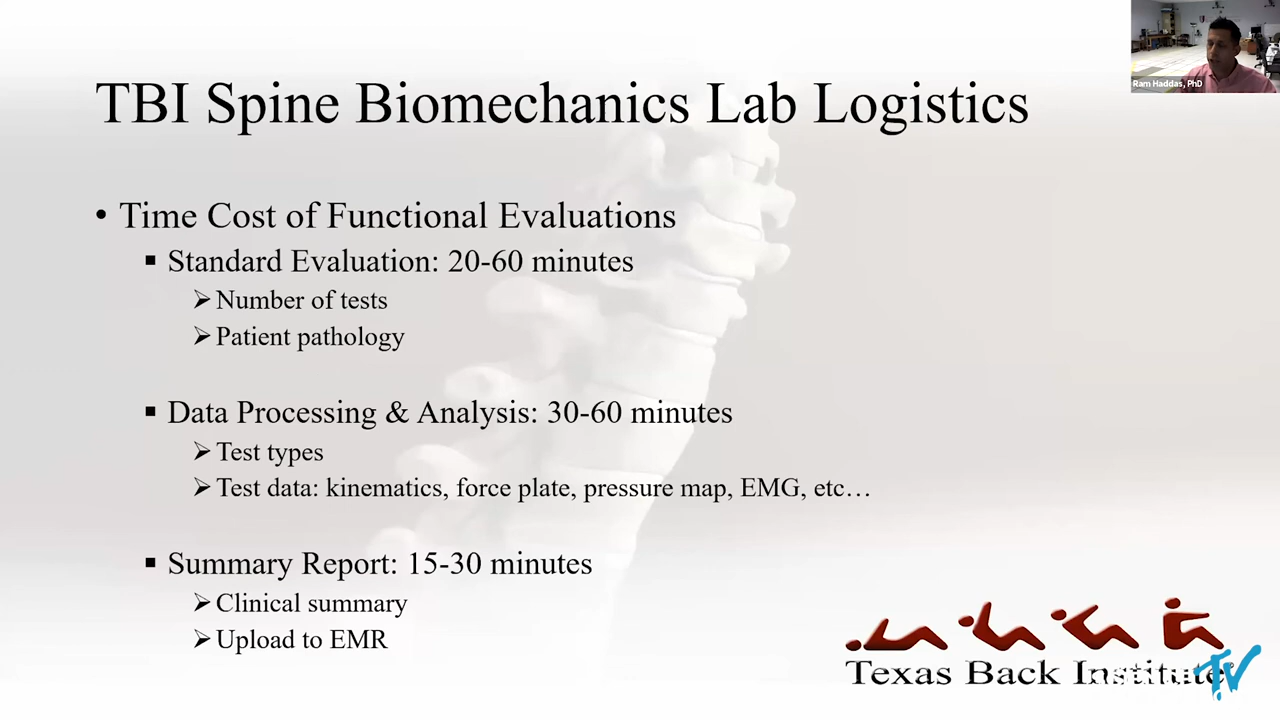 Ram Haddas, PhD
TBI Spine Biomechanics Lab Logistics
• Time Cost of Functional Evaluations
▪ Standard Evaluation: 20-60 minutes
➢ Number of tests
➢ Patient pathology
▪ Data Processing & Analysis: 30-60 minutes
➢ Test types
➢ Test data: kinematics, force plate, pressure map, EMG, etc…
▪ Summary Report: 15-30 minutes
➢ Clinical summary
➢ Upload to EMR
Texas Back Institute
TV